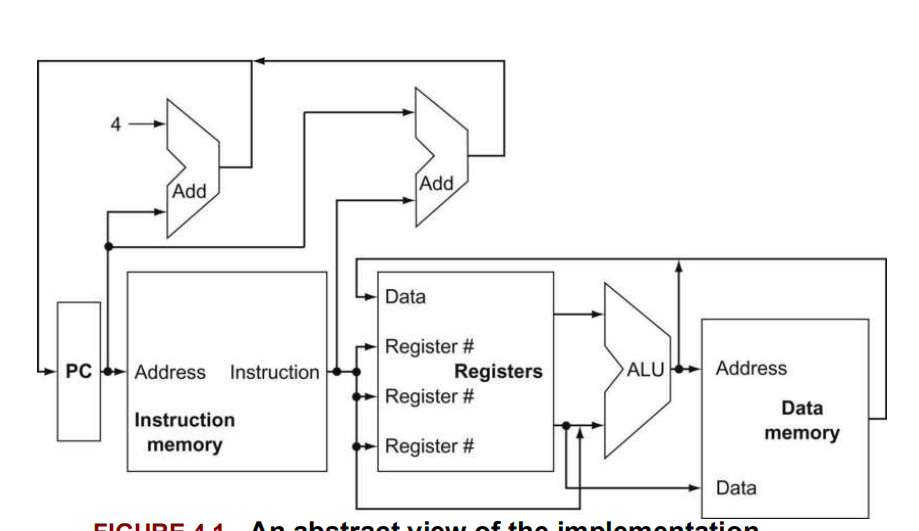 4
Add
Add
Data
PC
Address
Instruction
Register #
Registers
Register #
Register #
ALU
Address
Instruction
memory
Data
memory
Data
FIGURE 4.1 An abstract view of the implementation